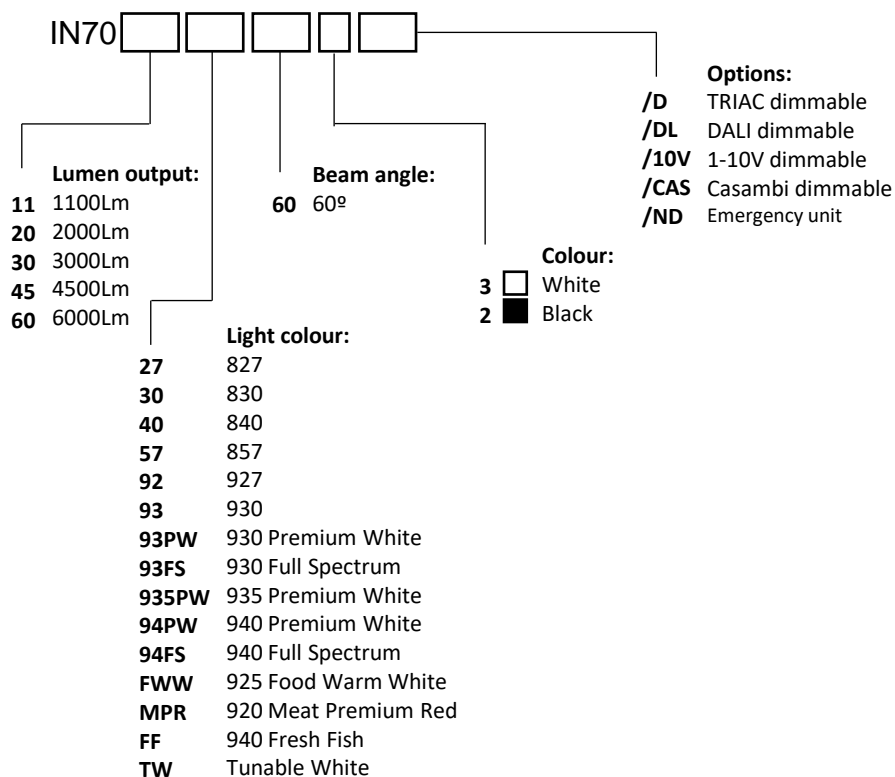 IN70
Options:
/D TRIAC dimmable
/DL DALI dimmable
/10V 1-10V dimmable
/CAS Casambi dimmable
/ND Emergency unit
Lumen output:
11 1100Lm
20 2000Lm
30 3000Lm
45 4500Lm
60 6000Lm
Beam angle:
60 60º
Colour:
3 White
2 Black
Light colour:
27 827
30 830
40 840
57 857
92 927
93 930
93PW 930 Premium White
93FS 930 Full Spectrum
935PW 935 Premium White
94PW 940 Premium White
94FS 940 Full Spectrum
FWW 925 Food Warm White
MPR 920 Meat Premium Red
FF 940 Fresh Fish
TW Tunable White